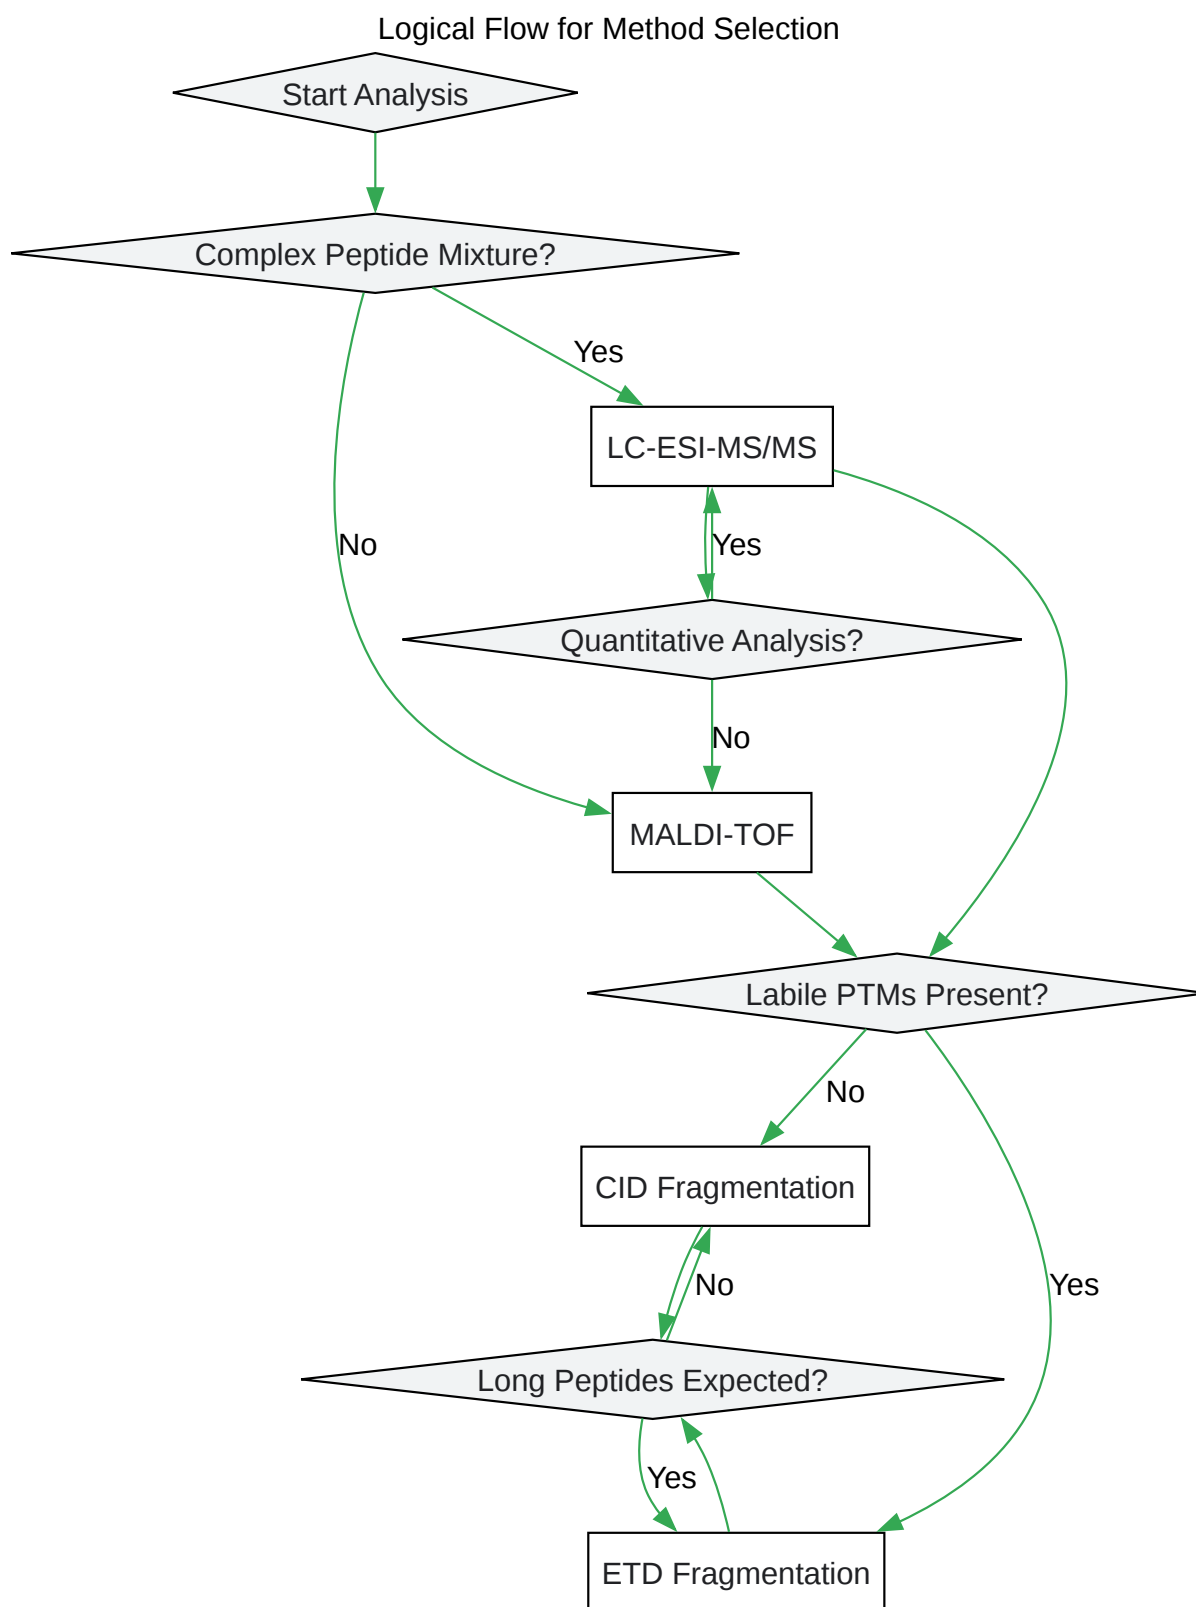 Logical Flow for Method Selection
Start Analysis
Complex Peptide Mixture?
Yes
LC-ESI-MS/MS
No
Yes
Quantitative Analysis?
No
MALDI-TOF
Labile PTMs Present?
No
CID Fragmentation
No
Yes
Long Peptides Expected?
Yes
ETD Fragmentation